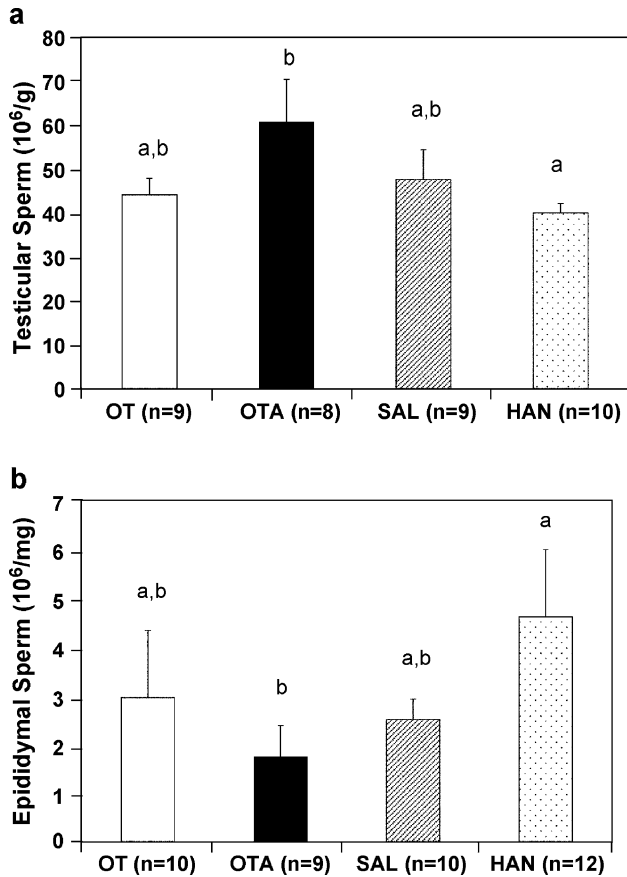 a
80
70
60
50
40
30
20
10
0
Testicular Sperm (10⁶/g)
a,b
b
a,b
a
OT (n=9) OTA (n=8) SAL (n=9) HAN (n=10)
b
7
6
5
4
3
2
1
0
Epididymal Sperm (10⁶/mg)
a,b
b
a,b
a
OT (n=10) OTA (n=9) SAL (n=10) HAN (n=12)